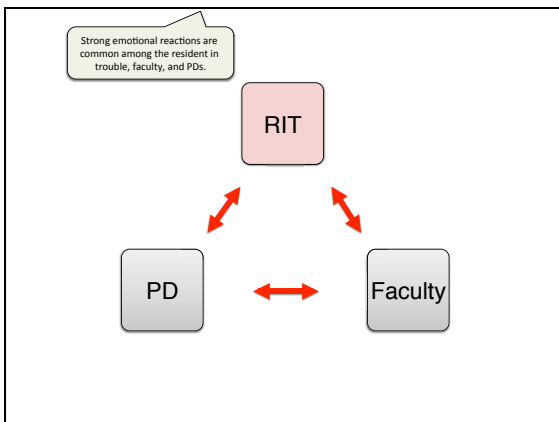 Strong emotional reactions are
common among the resident in
trouble, faculty, and PDs.
RIT
PD
Faculty